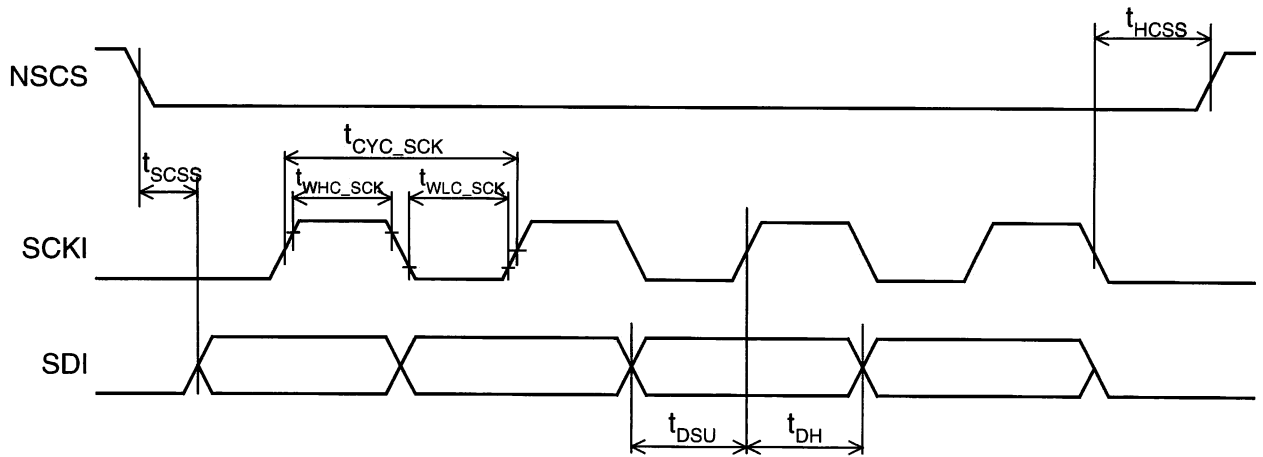 t_HCSS
NSCS
t_CYC_SCK
t_SCSS
t_WHC_SCK
t_WLC_SCK
SCKI
SDI
t_DSU
t_DH